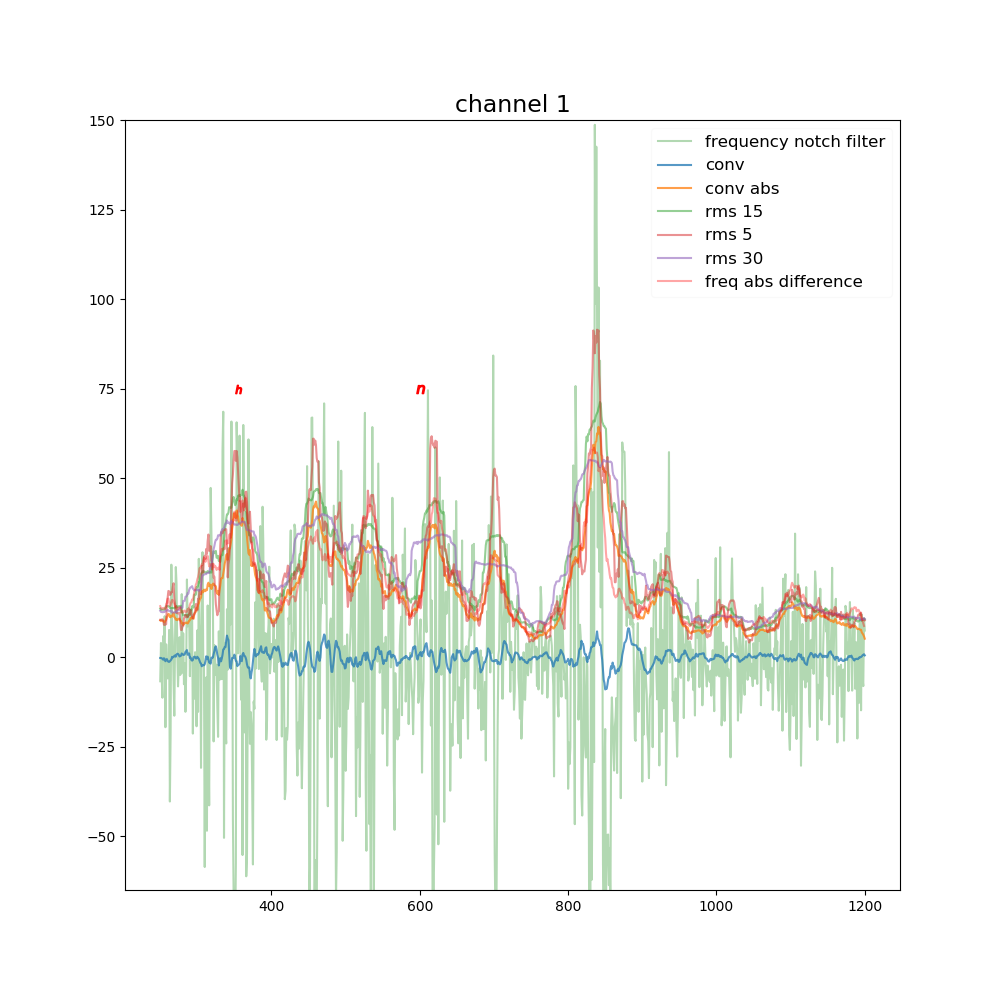 channel 1
150
125
100
75
50
25
0
−25
−50
frequency notch filter
conv
conv abs
rms 15
rms 5
rms 30
freq abs difference
h n
400 600 800 1000 1200